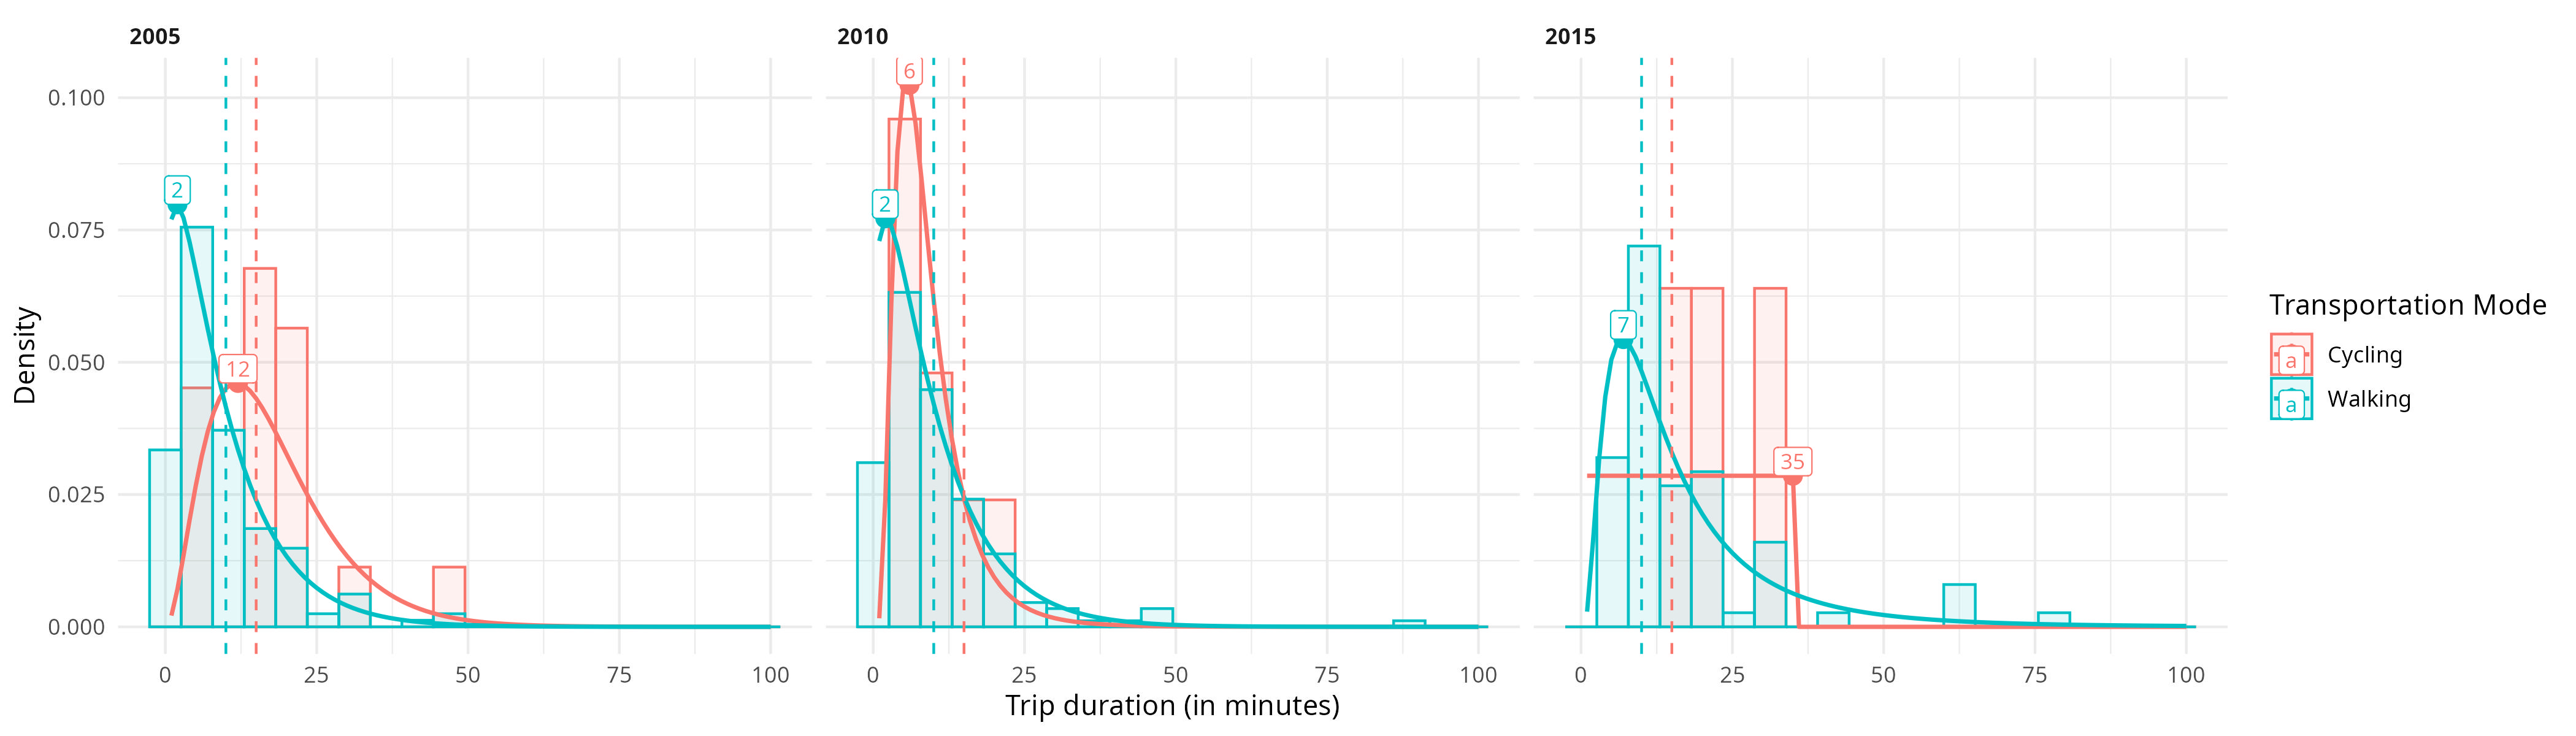 2005
2010
2015
Density
0.100
0.075
0.050
0.025
0.000
2
12
6
2
7
35
0 25 50 75 100
0 25 50 75 100
0 25 50 75 100
Trip duration (in minutes)
Transportation Mode
a Cycling
a Walking